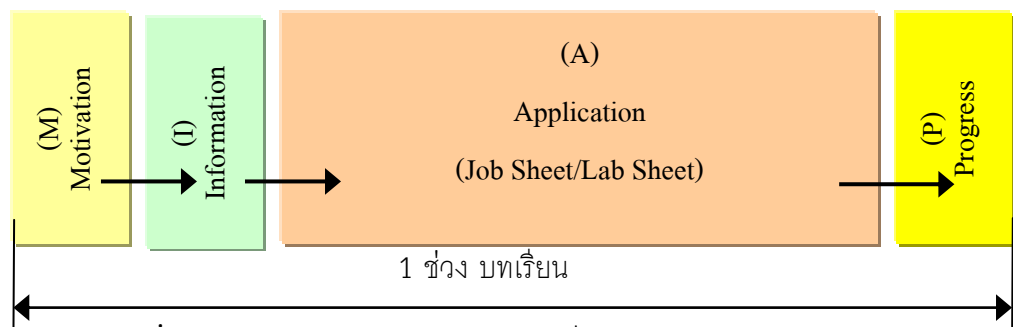 (M)
Motivation
(I)
Information
(A)
Application
(Job Sheet/Lab Sheet)
(P)
Progress
1 ช่วง บทเรียน